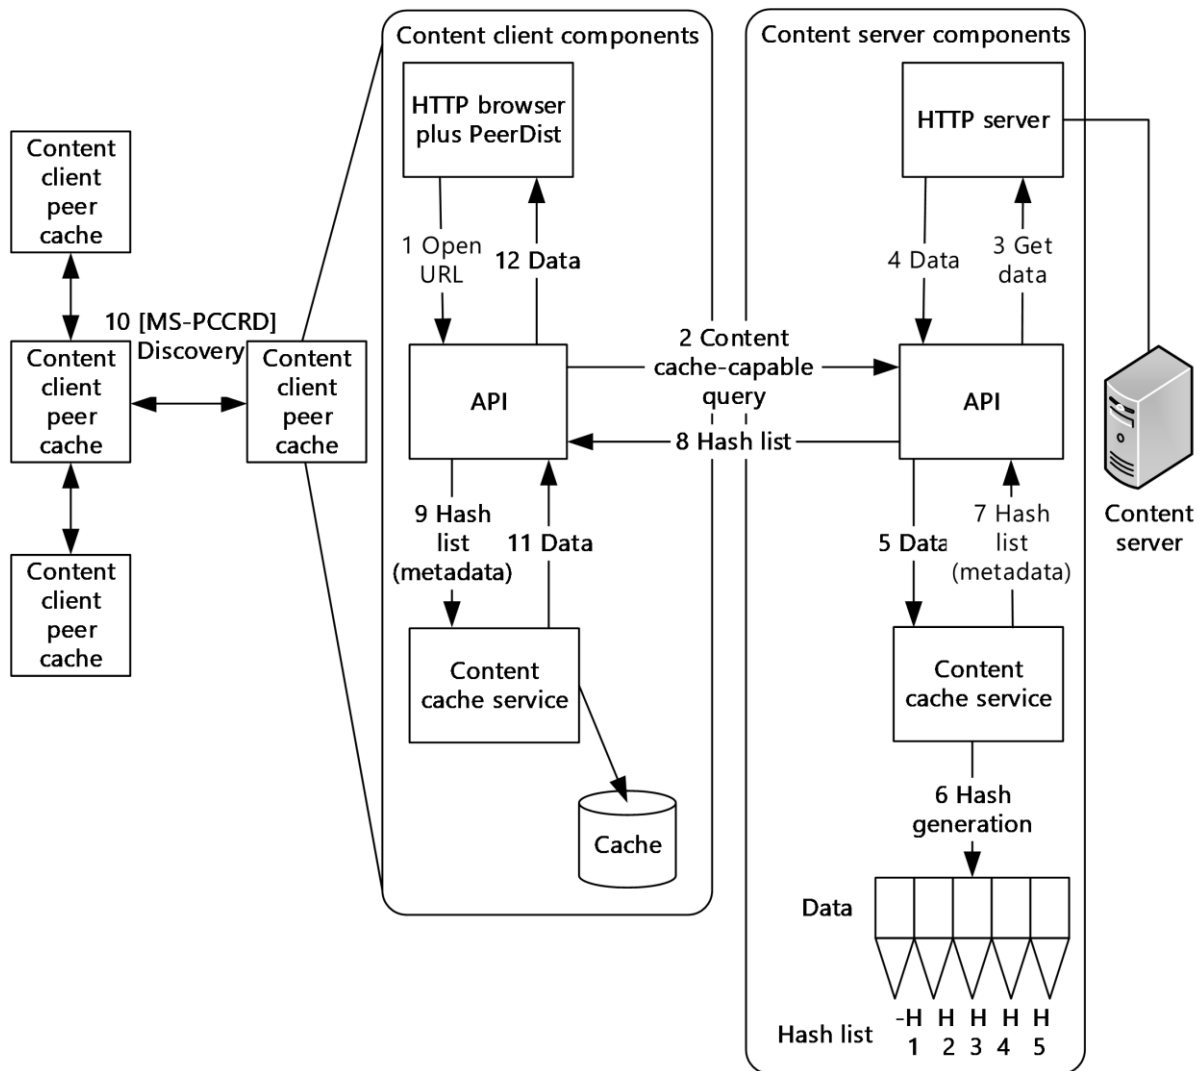 Content client components
Content server components
HTTP browser
plus PeerDist
HTTP server
Content
client
peer
cache
1 Open
URL
12 Data
4 Data
3 Get
data
10 [MS-PCCRD]
Discovery
Content
client
peer
cache
Content
client
peer
cache
API
2 Content
cache-capable
query
API
8 Hash list
9 Hash
list
(metadata)
11 Data
5 Data
7 Hash
list
(metadata)
Content
server
Content
client
peer
cache
Content
cache service
Content
cache service
6 Hash
generation
Cache
Data
Hash list
-H H H H H
1 2 3 4 5